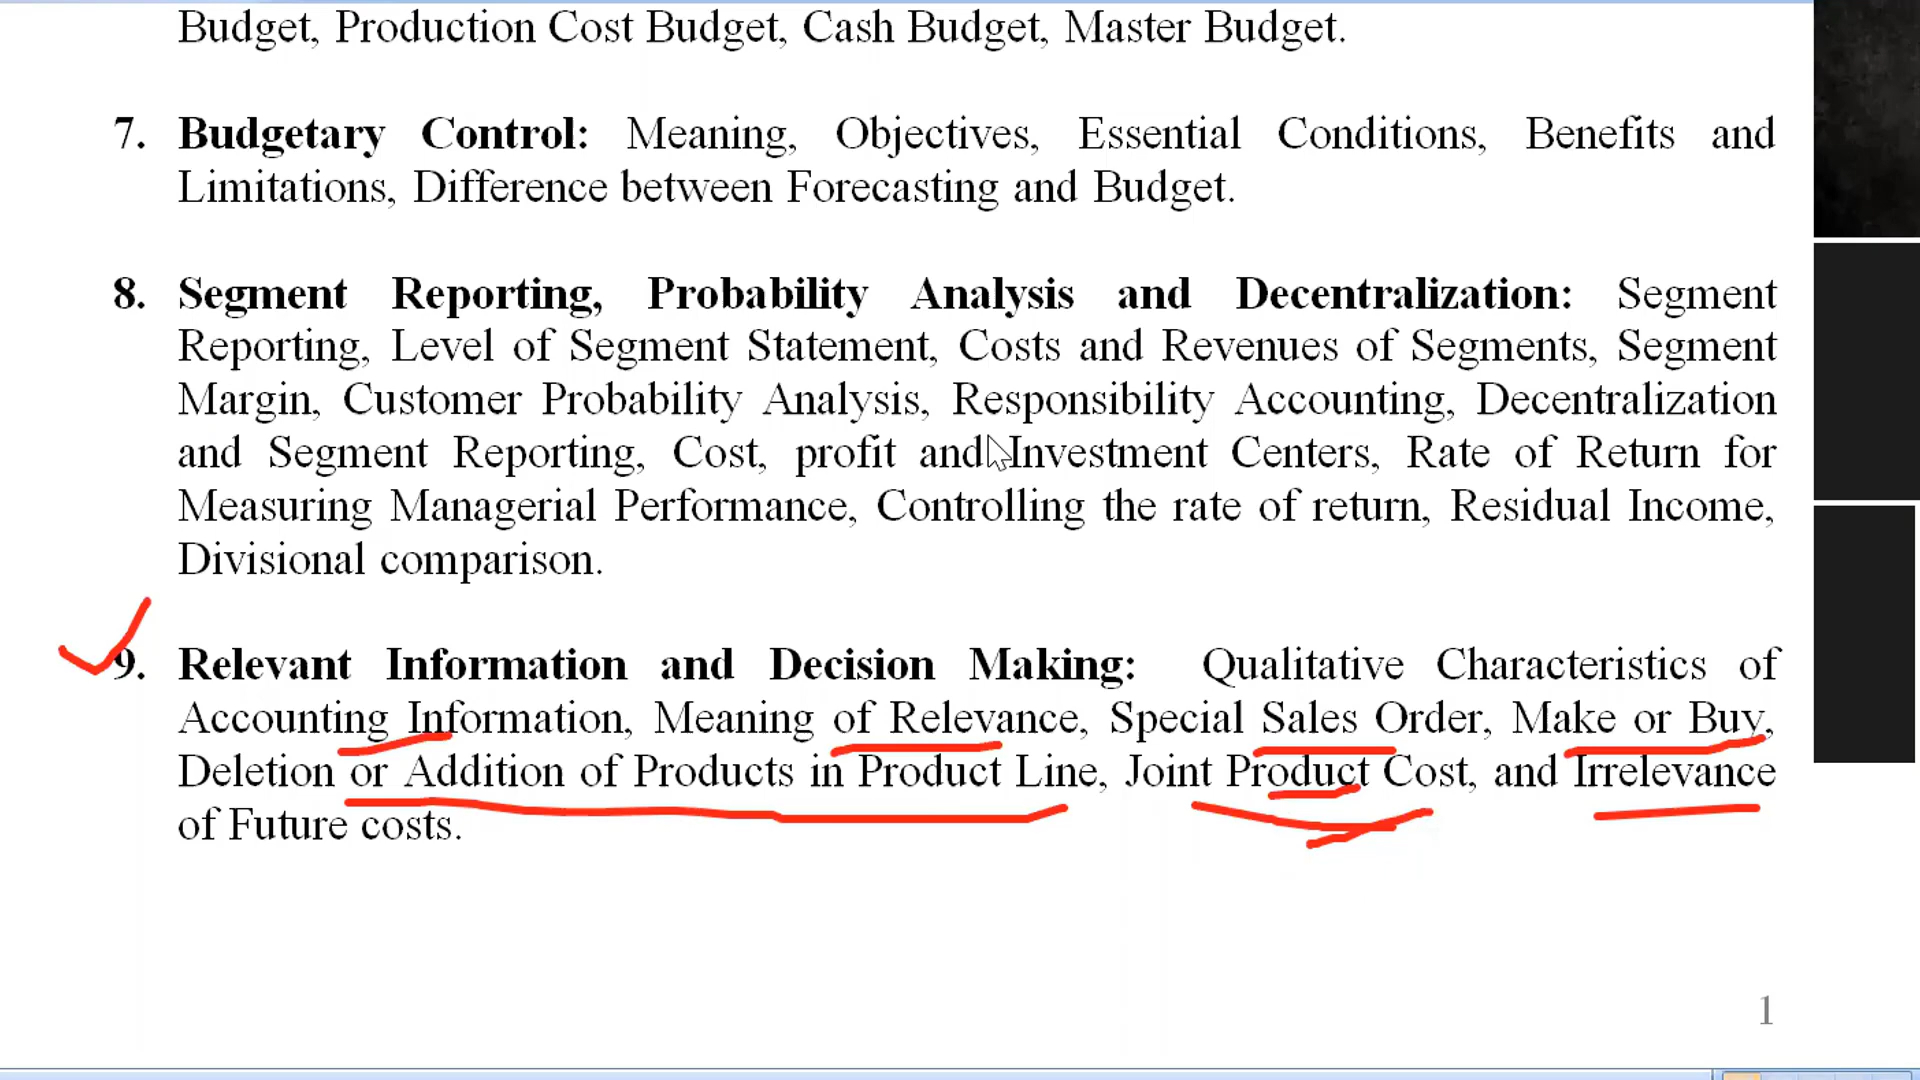 Budget, Production Cost Budget, Cash Budget, Master Budget.
7. Budgetary Control: Meaning, Objectives, Essential Conditions, Benefits and
Limitations, Difference between Forecasting and Budget.
8. Segment Reporting, Probability Analysis and Decentralization: Segment
Reporting, Level of Segment Statement, Costs and Revenues of Segments, Segment
Margin, Customer Probability Analysis, Responsibility Accounting, Decentralization
and Segment Reporting, Cost, profit and Investment Centers, Rate of Return for
Measuring Managerial Performance, Controlling the rate of return, Residual Income,
Divisional comparison.
9. Relevant Information and Decision Making: Qualitative Characteristics of
Accounting Information, Meaning of Relevance, Special Sales Order, Make or Buy,
Deletion or Addition of Products in Product Line, Joint Product Cost, and Irrelevance
of Future costs.
1